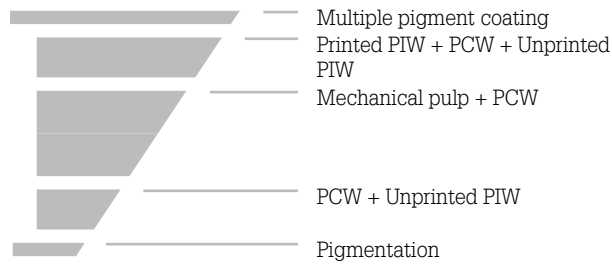 Multiple pigment coating
Printed PIW + PCW + Unprinted
PIW
Mechanical pulp + PCW
PCW + Unprinted PIW
Pigmentation